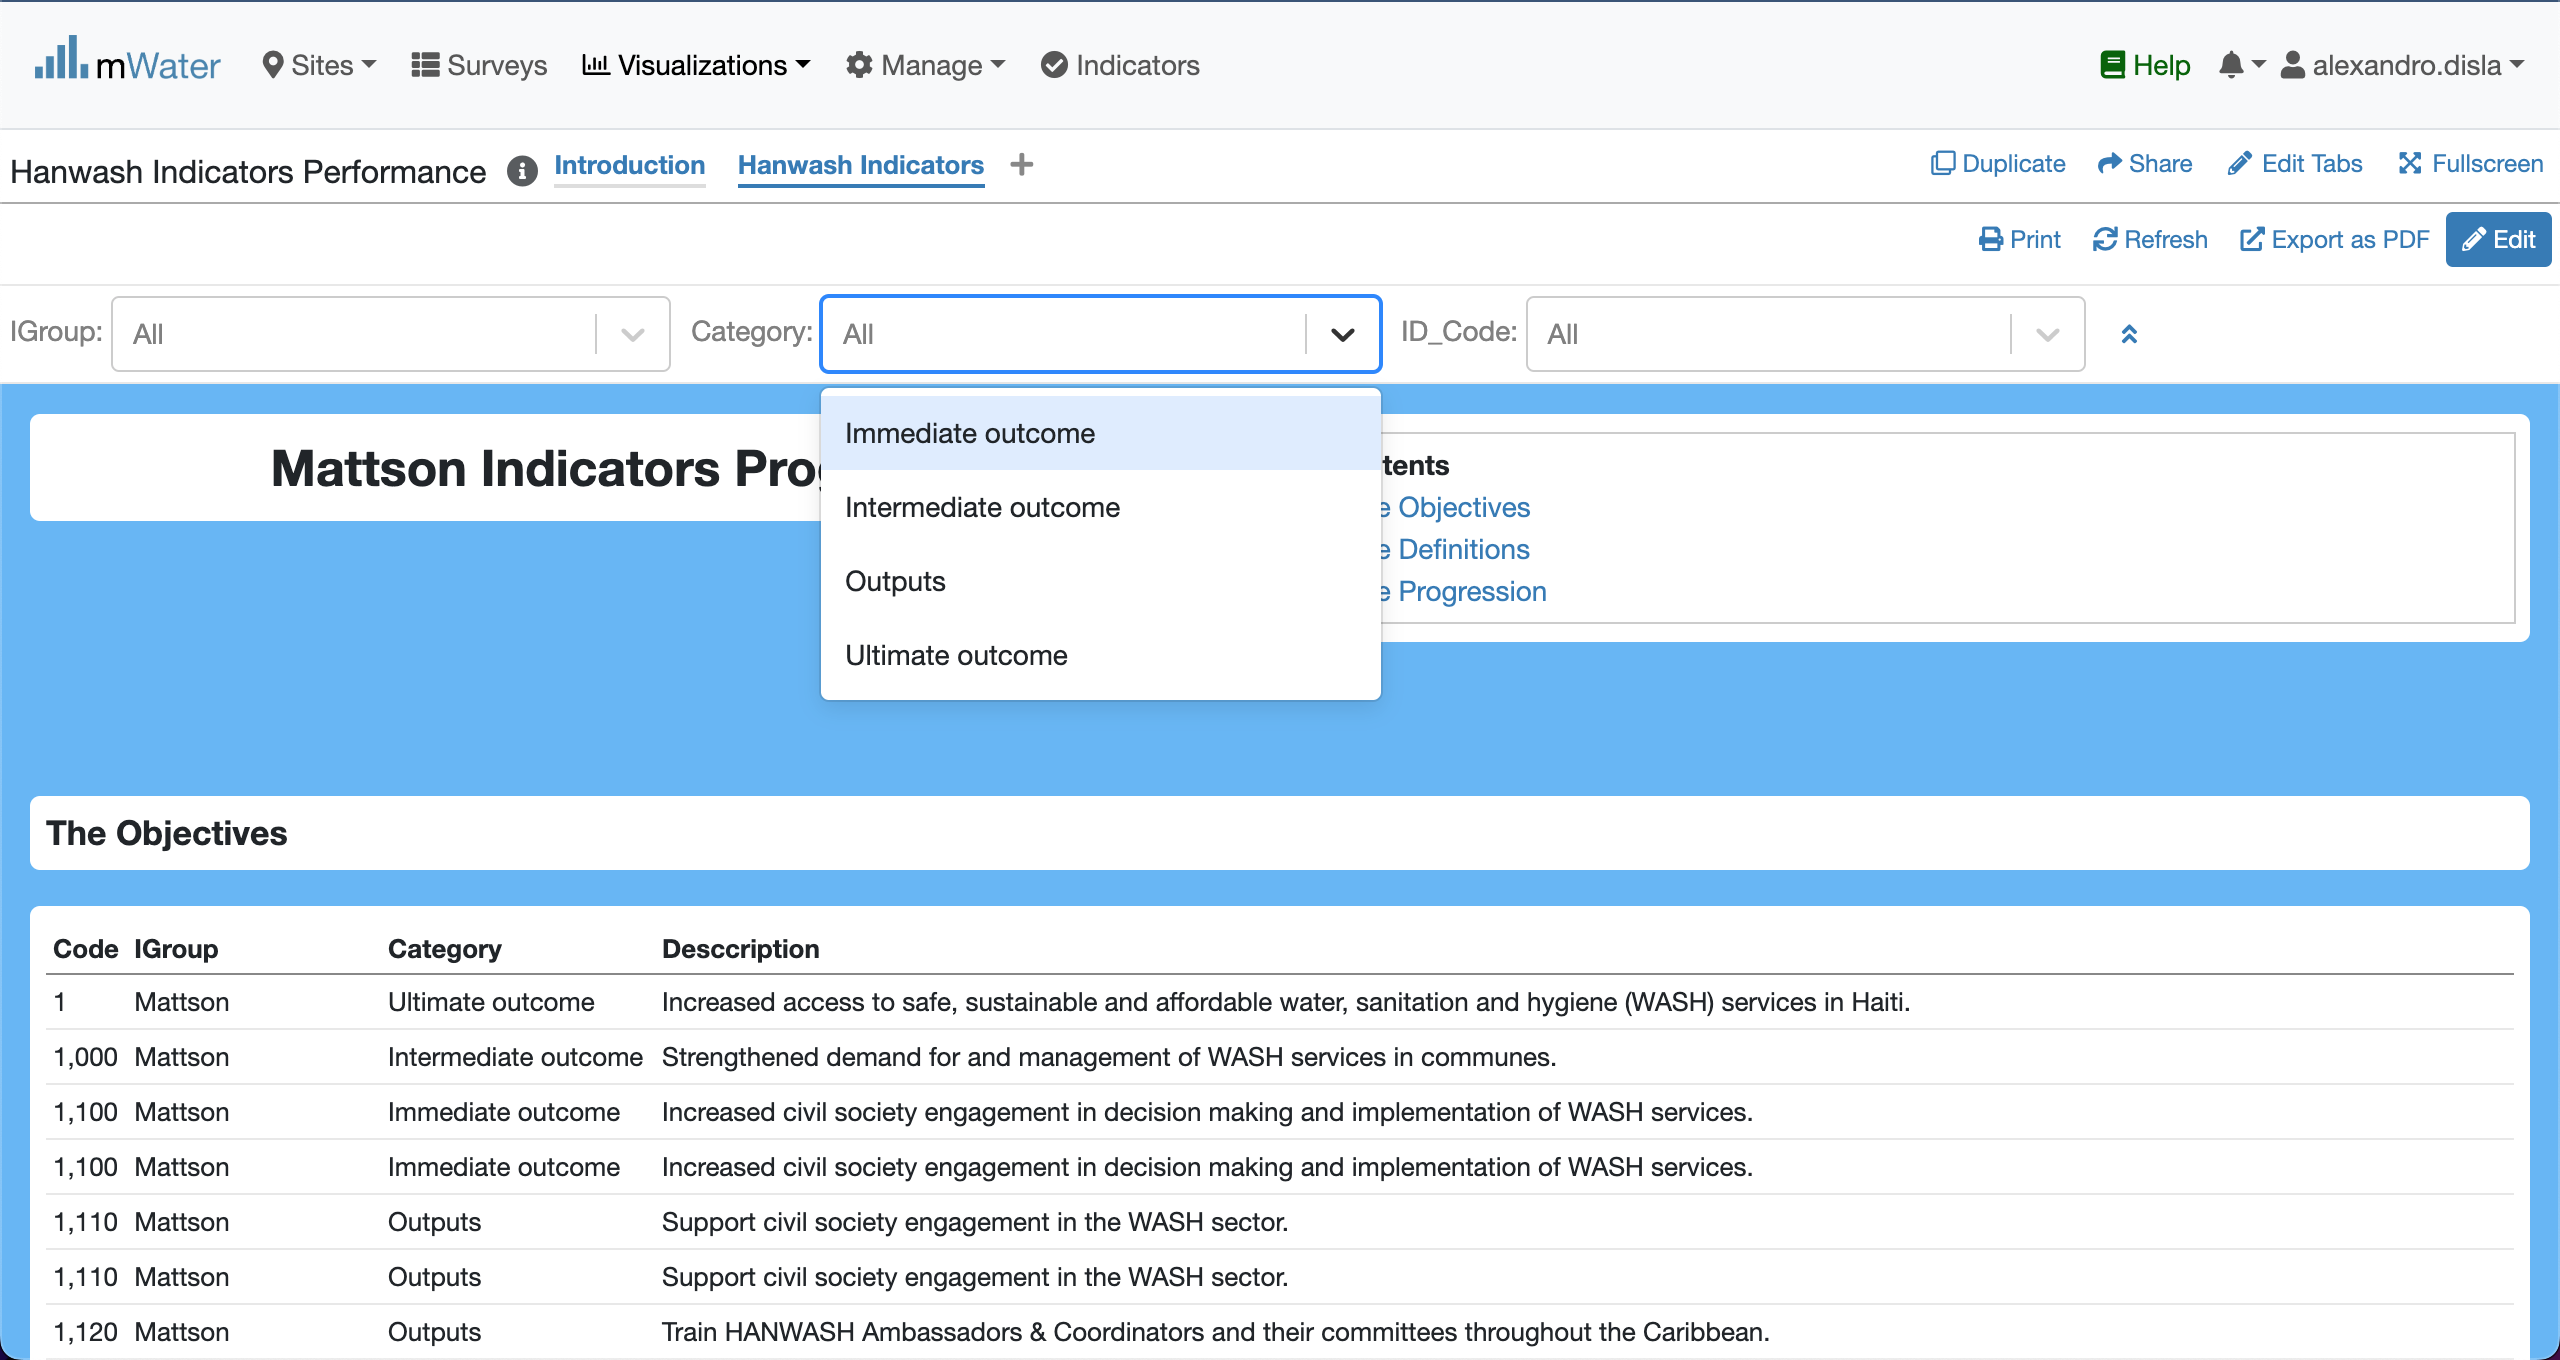 mWater Sites Surveys Visualizations Manage Indicators Help alexandro.disla
Hanwash Indicators Performance Introduction Hanwash Indicators Duplicate Share Edit Tabs Fullscreen
Print Refresh Export as PDF Edit
IGroup: All Category: All ID_Code: All
Immediate outcome
Intermediate outcome
Outputs
Ultimate outcome
Mattson Indicators
Objectives
Definitions
Progression
The Objectives
Code IGroup Category Desccription
1 Mattson Ultimate outcome Increased access to safe, sustainable and affordable water, sanitation and hygiene (WASH) services in Haiti.
1,000 Mattson Intermediate outcome Strengthened demand for and management of WASH services in communes.
1,100 Mattson Immediate outcome Increased civil society engagement in decision making and implementation of WASH services.
1,100 Mattson Immediate outcome Increased civil society engagement in decision making and implementation of WASH services.
1,110 Mattson Outputs Support civil society engagement in the WASH sector.
1,110 Mattson Outputs Support civil society engagement in the WASH sector.
1,120 Mattson Outputs Train HANWASH Ambassadors & Coordinators and their committees throughout the Caribbean.